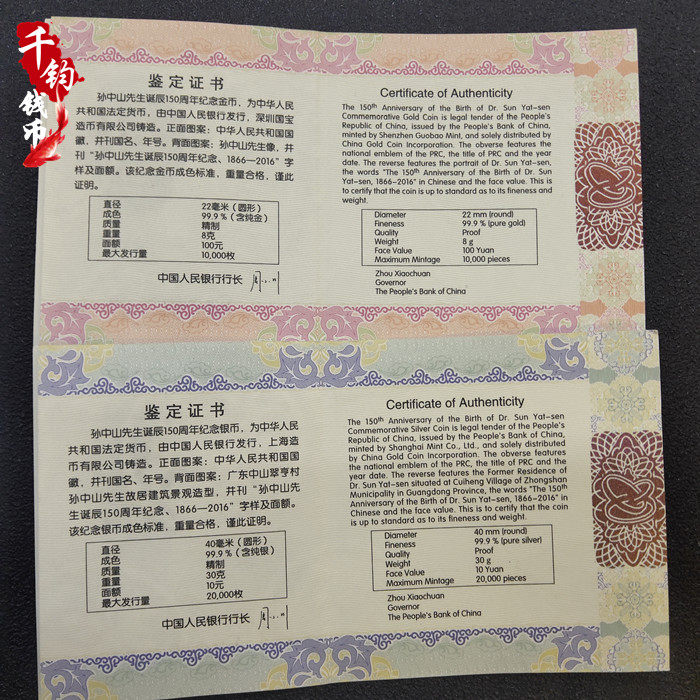 千钧
钱币
鉴定证书
孙中山先生诞辰150周年纪念金币，为中华人民
共和国法定货币，由中国人民银行发行，深圳国宝
造币有限公司铸造。正面图案：中华人民共和国国
徽，并刊国名、年号。背面图案：孙中山先生像，并
刊“孙中山先生诞辰150周年纪念、1866—2016”字
样及面额。该纪念金币成色标准，重量合格，谨此
证明。
直径 22毫米（圆形）
成色 99.9％（含纯金）
质量 精制
重量 8克
面额 100元
最大发行量 10,000枚
中国人民银行行长
Certificate of Authenticity
The 150th Anniversary of the Birth of Dr. Sun Yat-sen
Commemorative Gold Coin is legal tender of the People's
Republic of China, issued by the People's Bank of China,
minted by Shenzhen Guobao Mint, and solely distributed by
China Gold Coin Incorporation. The obverse features the
national emblem of the PRC, the title of PRC and the year
date. The reverse features the portrait of Dr. Sun Yat-sen,
the words "The 150th Anniversary of the Birth of Dr. Sun
Yat-sen, 1866-2016" in Chinese and the face value. This is
to certify that the coin is up to standard as to its fineness and
weight.
Diameter 22 mm (round)
Fineness 99.9% (pure gold)
Quality Proof
Weight 8 g
Face Value 100 Yuan
Maximum Mintage 10,000 pieces
Zhou Xiaochuan
Governor
The People's Bank of China
鉴定证书
孙中山先生诞辰150周年纪念银币，为中华人民
共和国法定货币，由中国人民银行发行，上海造
币有限公司铸造。正面图案：中华人民共和国国
徽，并刊国名、年号。背面图案：广东中山翠亨村
孙中山先生故居建筑景观造型，并刊“孙中山先
生诞辰150周年纪念、1866—2016”字样及面额。
该纪念银币成色标准，重量合格，谨此证明。
直径 40毫米（圆形）
成色 99.9％（含纯银）
质量 精制
重量 30克
面额 10元
最大发行量 20,000枚
中国人民银行行长
Certificate of Authenticity
The 150th Anniversary of the Birth of Dr. Sun Yat-sen
Commemorative Silver Coin is legal tender of the People's
Republic of China, issued by the People's Bank of China,
minted by Shanghai Mint Co., Ltd., and solely distributed
by China Gold Coin Incorporation. The obverse features
the national emblem of the PRC, the title of PRC and the
year date. The reverse features the Former Residence of
Dr. Sun Yat-sen situated at Cuiheng Village of Zhongshan
Municipality in Guangdong Province, the words "The 150th
Anniversary of the Birth of Dr. Sun Yat-sen, 1866-2016" in
Chinese and the face value. This is to certify that the coin
is up to standard as to its fineness and weight.
Diameter 40 mm (round)
Fineness 99.9% (pure silver)
Quality Proof
Weight 30 g
Face Value 10 Yuan
Maximum Mintage 20,000 pieces
Zhou Xiaochuan
Governor
The People's Bank of China